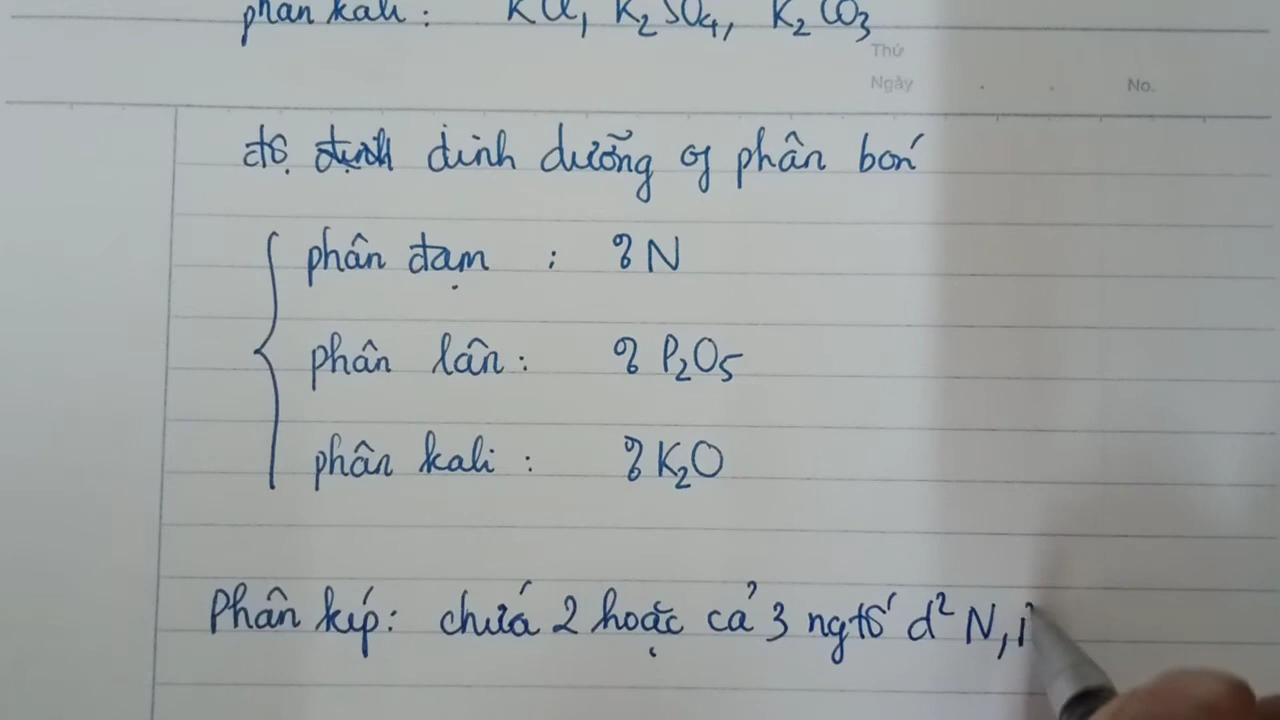 phân kali : KCl, K₂SO₄, K₂CO₃
Thứ
Ngày . . No.
độ định dinh dưỡng of phân bón
phân đạm : % N
phân lân : % P₂O₅
phân kali : % K₂O
Phân kép: chứa 2 hoặc cả 3 ngtố d² N,